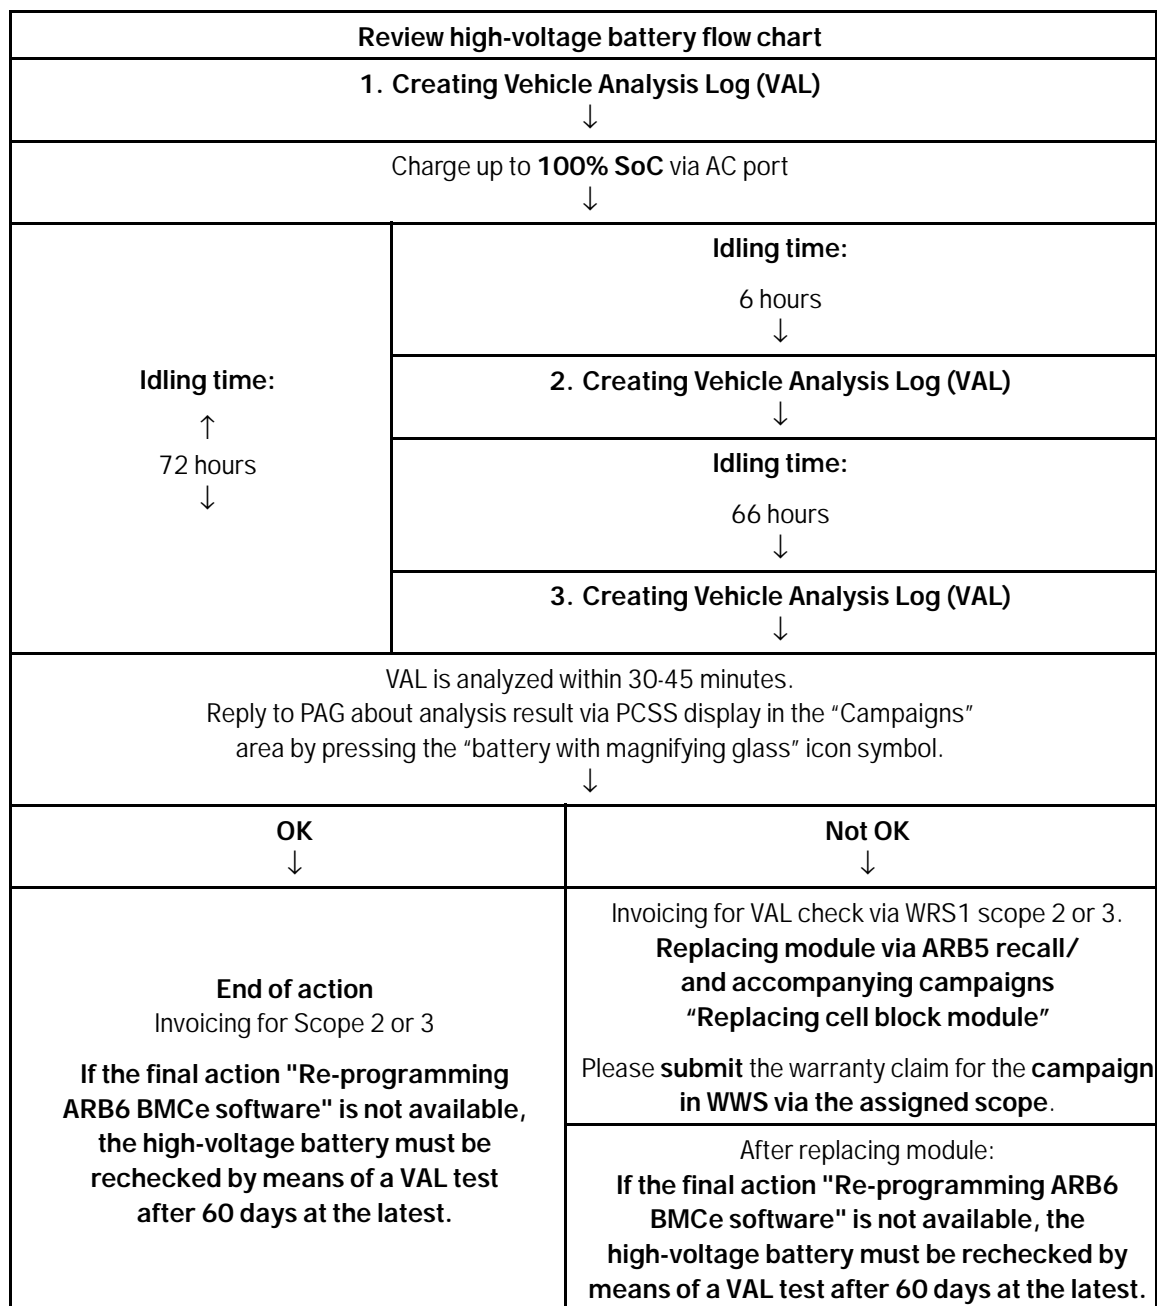 Review high-voltage battery flow chart
1. Creating Vehicle Analysis Log (VAL)
↓
Charge up to 100% SoC via AC port
↓
Idling time:
↑
72 hours
↓
Idling time:
6 hours
↓
2. Creating Vehicle Analysis Log (VAL)
↓
Idling time:
66 hours
↓
3. Creating Vehicle Analysis Log (VAL)
↓
VAL is analyzed within 30-45 minutes.
Reply to PAG about analysis result via PCSS display in the “Campaigns”
area by pressing the “battery with magnifying glass” icon symbol.
↓
OK
↓
Not OK
↓
End of action
Invoicing for Scope 2 or 3
If the final action "Re-programming
ARB6 BMCe software" is not available,
the high-voltage battery must be
rechecked by means of a VAL test
after 60 days at the latest.
Invoicing for VAL check via WRS1 scope 2 or 3.
Replacing module via ARB5 recall/
and accompanying campaigns
“Replacing cell block module”
Please submit the warranty claim for the campaign
in WWS via the assigned scope.
After replacing module:
If the final action "Re-programming ARB6
BMCe software" is not available, the
high-voltage battery must be rechecked by
means of a VAL test after 60 days at the latest.